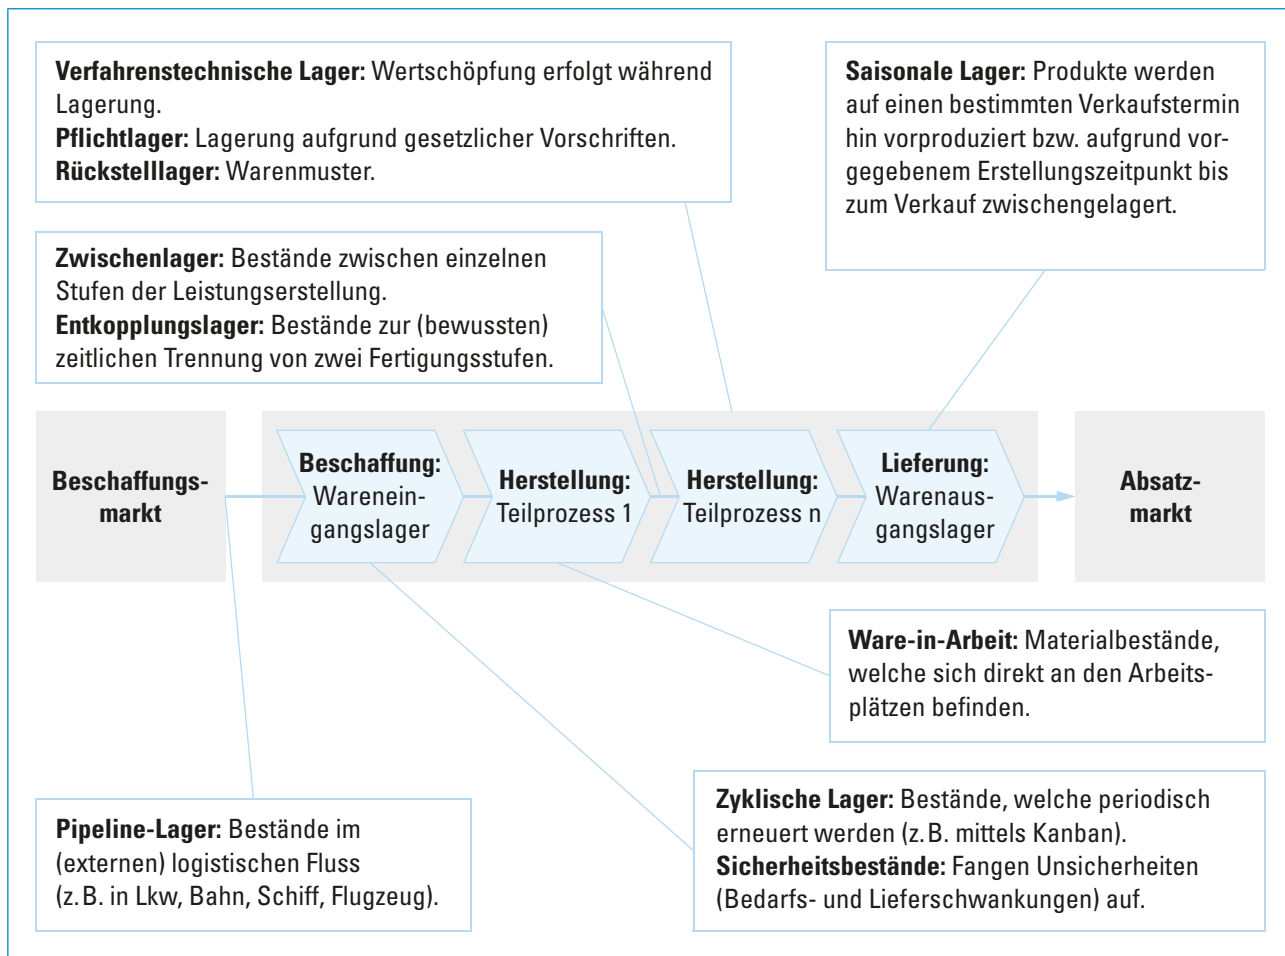 Verfahrenstechnische Lager: Wertschöpfung erfolgt während
Lagerung.
Pflichtlager: Lagerung aufgrund gesetzlicher Vorschriften.
Rückstelllager: Warenmuster.
Saisonale Lager: Produkte werden
auf einen bestimmten Verkaufstermin
hin vorproduziert bzw. aufgrund vor-
gegebenem Erstellungszeitpunkt bis
zum Verkauf zwischengelagert.
Zwischenlager: Bestände zwischen einzelnen
Stufen der Leistungserstellung.
Entkopplungslager: Bestände zur (bewussten)
zeitlichen Trennung von zwei Fertigungsstufen.
Beschaffungs-
markt
Beschaffung:
Warenein-
gangslager
Herstellung:
Teilprozess 1
Herstellung:
Teilprozess n
Lieferung:
Warenaus-
gangslager
Absatz-
markt
Ware-in-Arbeit: Materialbestände,
welche sich direkt an den Arbeits-
plätzen befinden.
Pipeline-Lager: Bestände im
(externen) logistischen Fluss
(z.B. in Lkw, Bahn, Schiff, Flugzeug).
Zyklische Lager: Bestände, welche periodisch
erneuert werden (z.B. mittels Kanban).
Sicherheitsbestände: Fangen Unsicherheiten
(Bedarfs- und Lieferschwankungen) auf.